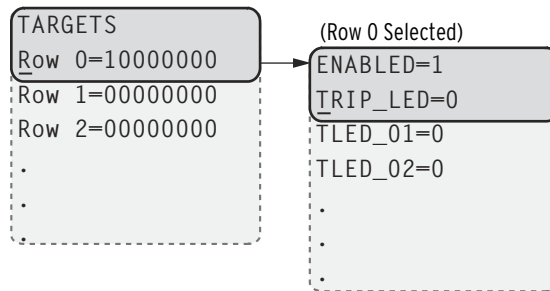 TARGETS
Row 0=10000000
Row 1=00000000
Row 2=00000000
.
.
.
(Row 0 Selected)
ENABLED=1
TRIP_LED=0
TLED_01=0
TLED_02=0
.
.
.